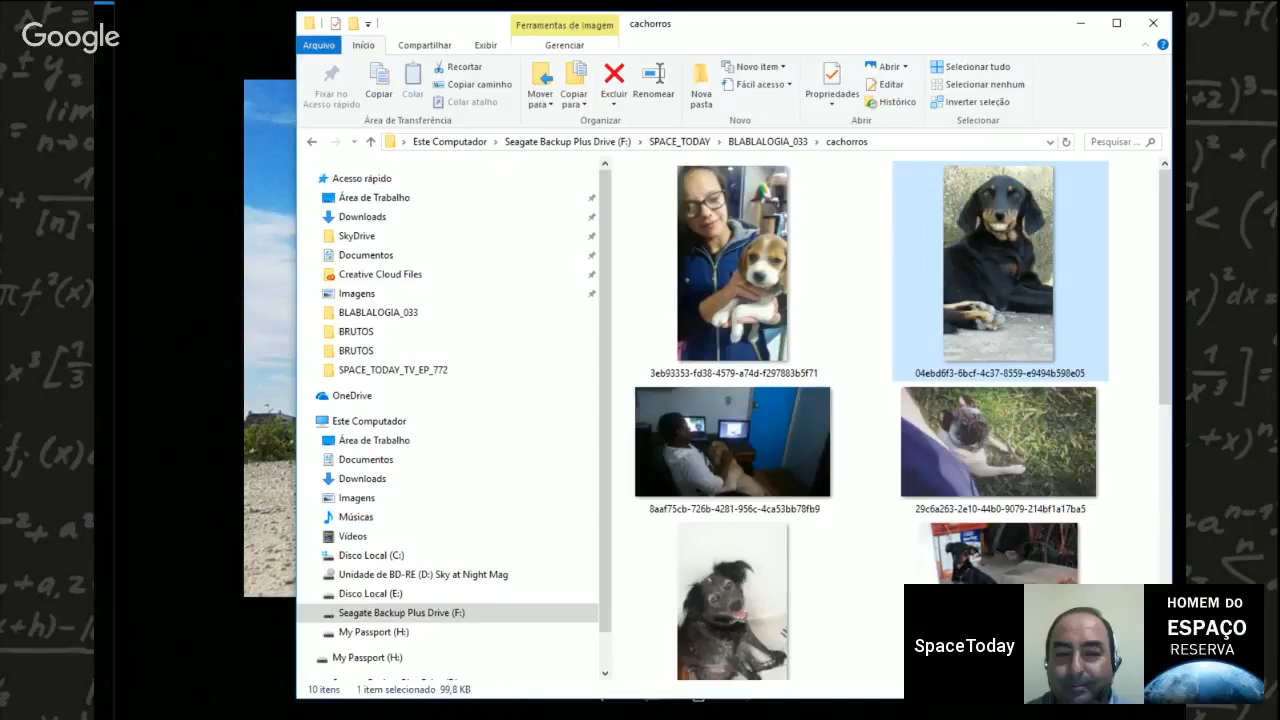 Google
Ferramentas de Imagem
cachorros
Arquivo
Início
Compartilhar
Exibir
Gerenciar
Fixar no Acesso rápido
Copiar
Colar
Recortar
Copiar caminho
Colar atalho
Área de Transferência
Mover para
Copiar para
Excluir
Renomear
Organizar
Nova pasta
Novo item
Fácil acesso
Novo
Propriedades
Abrir
Editar
Histórico
Abrir
Selecionar tudo
Selecionar nenhum
Inverter seleção
Selecionar
Este Computador
Seagate Backup Plus Drive (F:)
SPACE_TODAY
BLABLALOGIA_033
cachorros
Pesquisar ...
Acesso rápido
Área de Trabalho
Downloads
SkyDrive
Documentos
Creative Cloud Files
Imagens
BLABLALOGIA_033
BRUTOS
BRUTOS
SPACE_TODAY_TV_EP_772
OneDrive
Este Computador
Área de Trabalho
Documentos
Downloads
Imagens
Músicas
Vídeos
Disco Local (C:)
Unidade de BD-RE (D:) Sky at Night Mag
Disco Local (E:)
Seagate Backup Plus Drive (F:)
My Passport (H:)
My Passport (H:)
3eb93353-fd38-4579-a74d-f297883b5f71
04ebd6f3-6bcf-4c37-8559-e9494b598e05
8aaf75cb-726b-4281-956c-4ca53bb78fb9
29c6a263-2e10-44b0-9079-214bf1a17ba5
10 itens
1 item selecionado 99,8 KB
SpaceToday
HOMEM DO
ESPAÇO
RESERVA